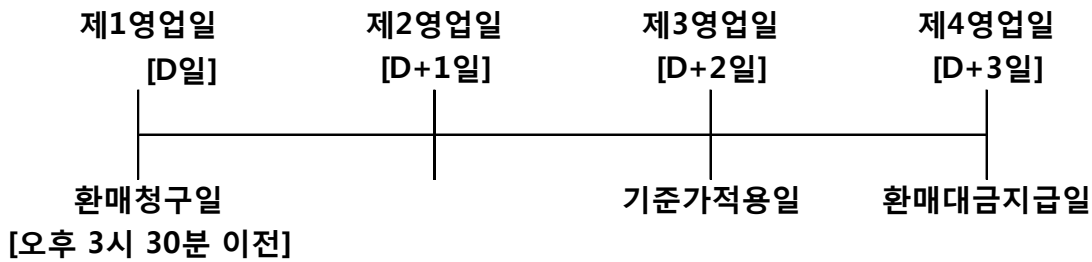 제1영업일 제2영업일 제3영업일 제4영업일
[D일] [D+1일] [D+2일] [D+3일]
환매청구일 기준가적용일 환매대금지급일
[오후 3시 30분 이전]